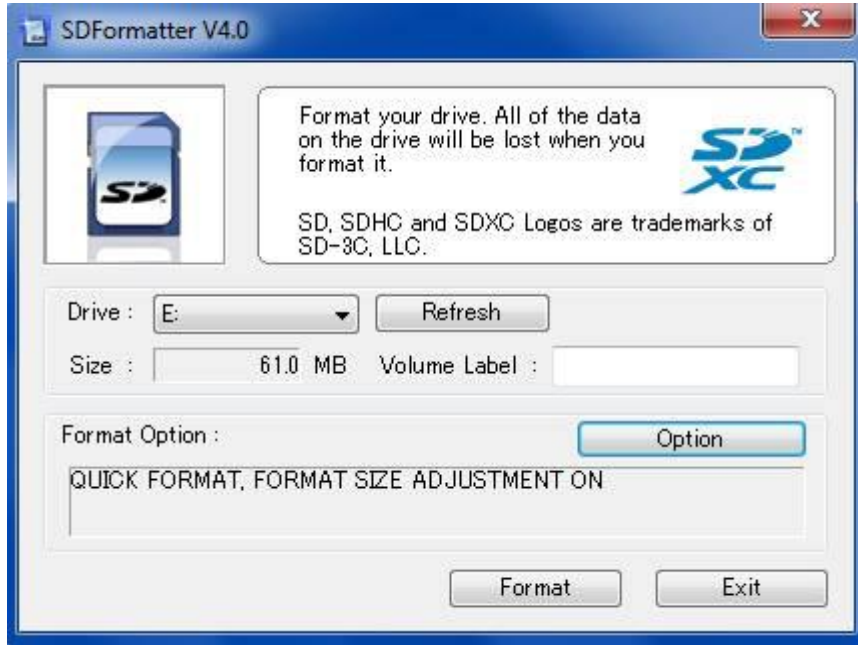 SDFormatter V4.0
Format your drive. All of the data
on the drive will be lost when you
format it.
SD XC™
SD, SDHC and SDXC Logos are trademarks of
SD-3C, LLC.
SD
Drive : E: Refresh
Size : 61.0 MB Volume Label :
Format Option : Option
QUICK FORMAT, FORMAT SIZE ADJUSTMENT ON
Format Exit